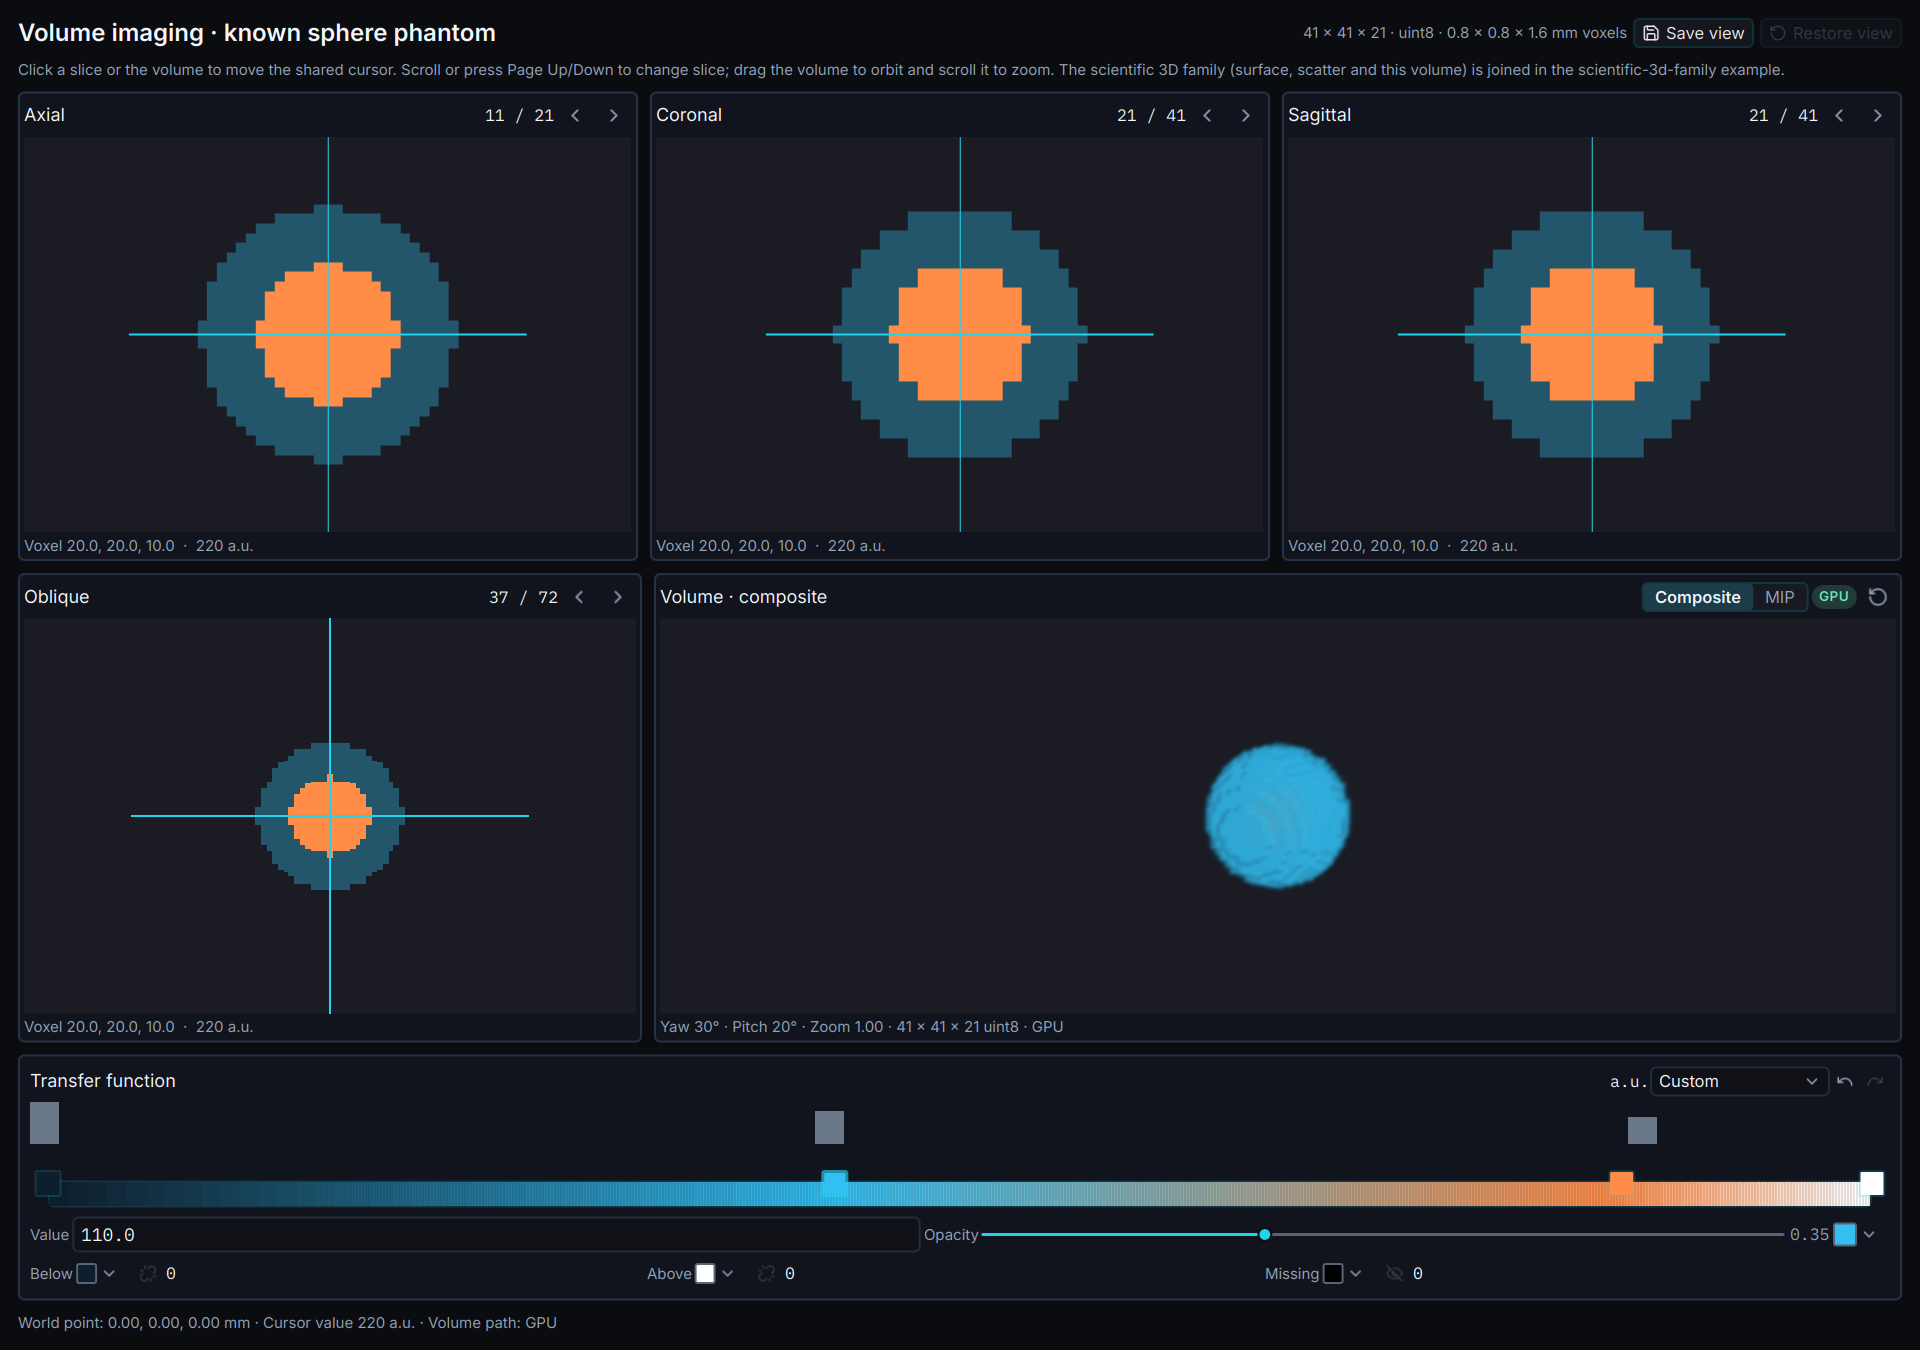 Volume imaging · known sphere phantom
41 × 41 × 21 · uint8 · 0.8 × 0.8 × 1.6 mm voxels Save view Restore view
Click a slice or the volume to move the shared cursor. Scroll or press Page Up/Down to change slice; drag the volume to orbit and scroll it to zoom. The scientific 3D family (surface, scatter and this volume) is joined in the scientific-3d-family example.
Axial 11 / 21
Coronal 21 / 41
Sagittal 21 / 41
Voxel 20.0, 20.0, 10.0 · 220 a.u.
Voxel 20.0, 20.0, 10.0 · 220 a.u.
Voxel 20.0, 20.0, 10.0 · 220 a.u.
Oblique 37 / 72
Volume · composite Composite MIP GPU
Voxel 20.0, 20.0, 10.0 · 220 a.u.
Yaw 30° · Pitch 20° · Zoom 1.00 · 41 × 41 × 21 uint8 · GPU
Transfer function a.u. Custom
Value 110.0 Opacity 0.35
Below 0 Above 0 Missing 0
World point: 0.00, 0.00, 0.00 mm · Cursor value 220 a.u. · Volume path: GPU